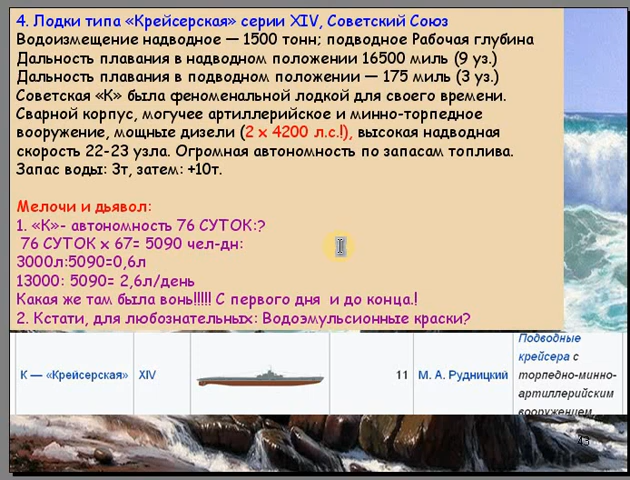 4. Лодки типа «Крейсерская» серии XIV, Советский Союз
Водоизмещение надводное — 1500 тонн; подводное Рабочая глубина
Дальность плавания в надводном положении 16500 миль (9 уз.)
Дальность плавания в подводном положении — 175 миль (3 уз.)
Советская «К» была феноменальной лодкой для своего времени.
Сварной корпус, могучее артиллерийское и минно-торпедное
вооружение, мощные дизели (2 х 4200 л.с.!), высокая надводная
скорость 22-23 узла. Огромная автономность по запасам топлива.
Запас воды: 3т, затем: +10т.
Мелочи и дьявол:
1. «К»- автономность 76 СУТОК:?
76 СУТОК х 67= 5090 чел-дн:
3000л:5090=0,6л
13000: 5090= 2,6л/день
Какая же там была вонь!!!!! С первого дня и до конца.!
2. Кстати, для любознательных: Водоэмульсионные краски?
К — «Крейсерская» XIV 11 М. А. Рудницкий
Подводные
крейсера с
торпедно-минно-
артиллерийским
вооружением.
43